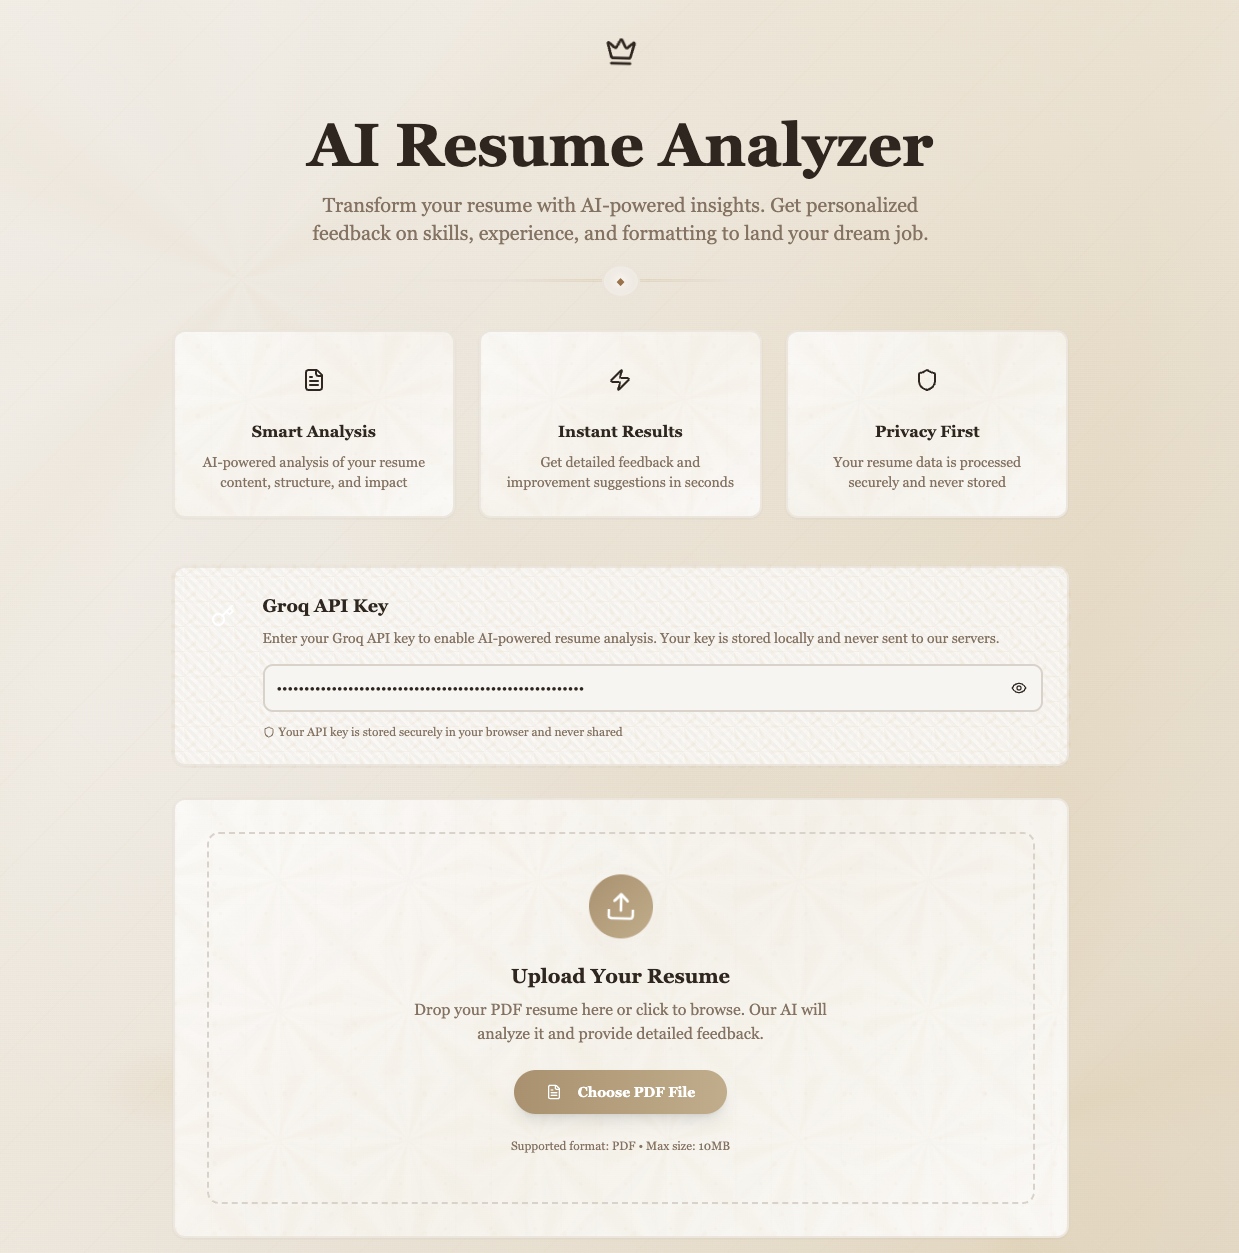 AI Resume Analyzer
Transform your resume with AI-powered insights. Get personalized
feedback on skills, experience, and formatting to land your dream job.
Smart Analysis
AI-powered analysis of your resume
content, structure, and impact
Instant Results
Get detailed feedback and
improvement suggestions in seconds
Privacy First
Your resume data is processed
securely and never stored
Groq API Key
Enter your Groq API key to enable AI-powered resume analysis. Your key is stored locally and never sent to our servers.
••••••••••••••••••••••••••••••••••••••••••••••••••••••••
Your API key is stored securely in your browser and never shared
Upload Your Resume
Drop your PDF resume here or click to browse. Our AI will
analyze it and provide detailed feedback.
Choose PDF File
Supported format: PDF • Max size: 10MB